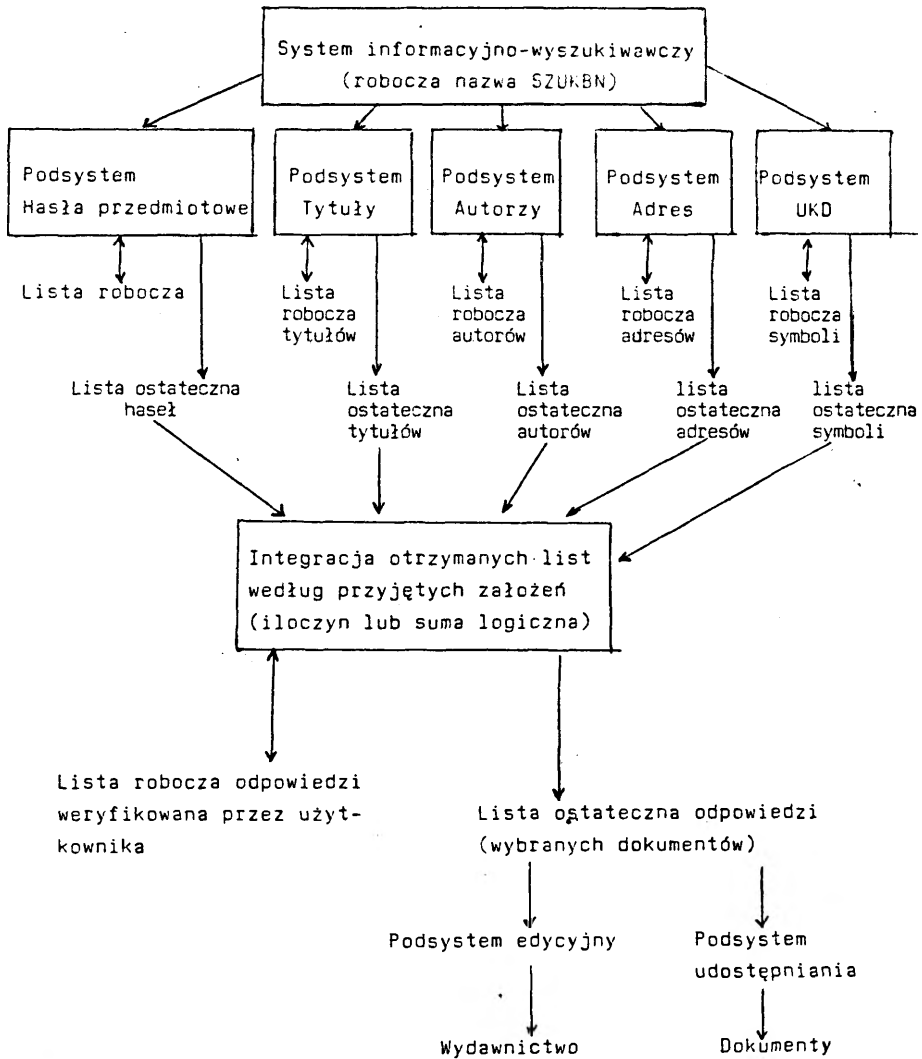 System informacyjno-wyszukiwawczy
(robocza nazwa SZUKBN)
Podsystem
Hasła przedmiotowe
Podsystem
Tytuły
Podsystem
Autorzy
Podsystem
Adres
Podsystem
UKD
Lista robocza
Lista
robocza
tytułów
Lista
robocza
autorów
Lista
robocza
adresów
Lista
robocza
symboli
Lista ostateczna
haseł
Lista
ostateczna
tytułów
Lista
ostateczna
autorów
lista
ostateczna
adresów
lista
ostateczna
symboli
Integracja otrzymanych list
według przyjętych założeń
(iloczyn lub suma logiczna)
Lista robocza odpowiedzi
weryfikowana przez użyt-
kownika
Lista ostateczna odpowiedzi
(wybranych dokumentów)
Podsystem edycyjny
Podsystem
udostępniania
Wydawnictwo
Dokumenty